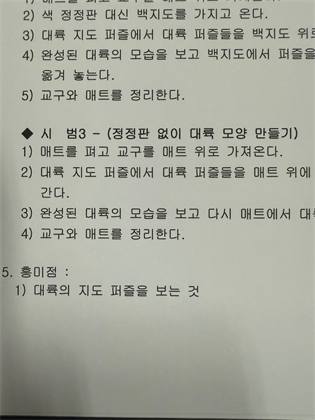 2) 색 정정판 대신 백지도를 가지고 온다.
3) 대륙 지도 퍼즐에서 대륙 퍼즐들을 백지도 위로
4) 완성된 대륙의 모습을 보고 백지도에서 퍼즐을
옮겨 놓는다.
5) 교구와 매트를 정리한다.
◆ 시 범3 - (정정판 없이 대륙 모양 만들기)
1) 매트를 펴고 교구를 매트 위로 가져온다.
2) 대륙 지도 퍼즐에서 대륙 퍼즐들을 매트 위에
간다.
3) 완성된 대륙의 모습을 보고 다시 매트에서 대
4) 교구와 매트를 정리한다.
5. 흥미점 :
1) 대륙의 지도 퍼즐을 보는 것